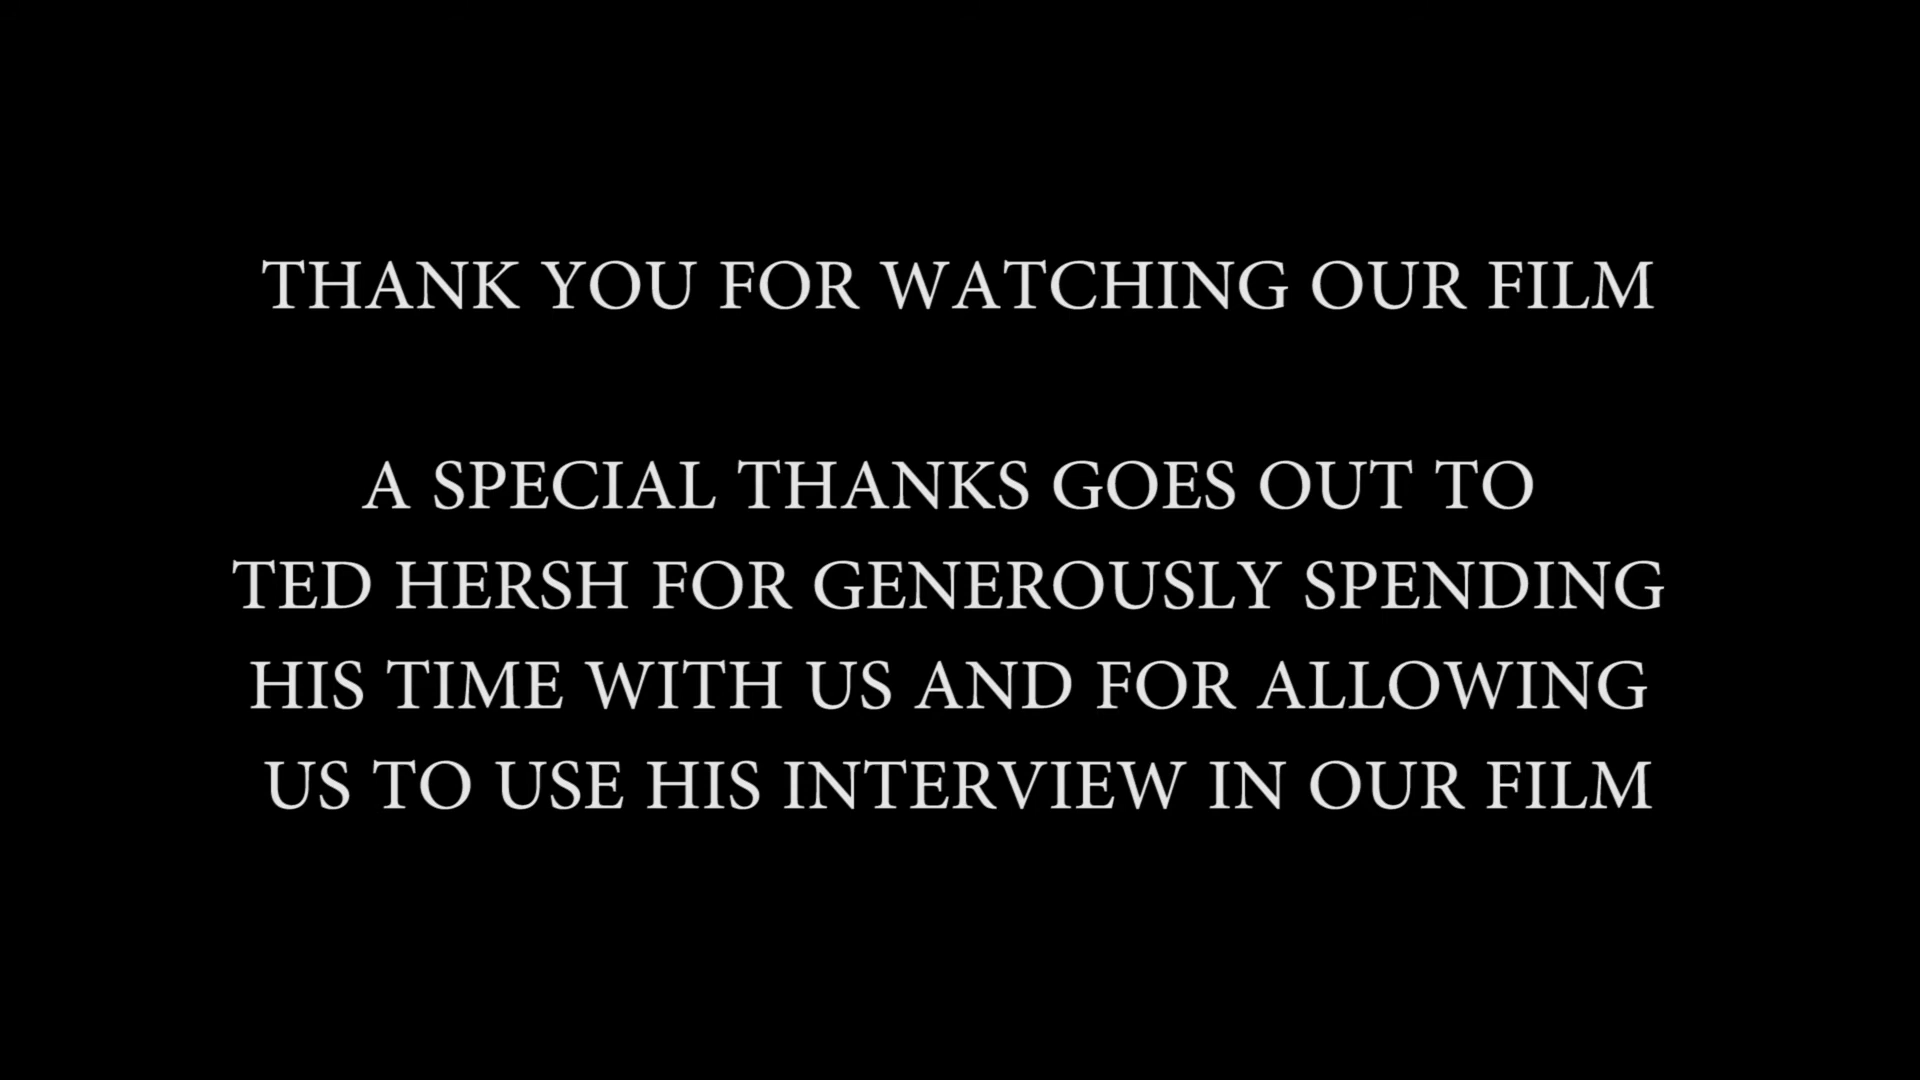 THANK YOU FOR WATCHING OUR FILM
A SPECIAL THANKS GOES OUT TO
TED HERSH FOR GENEROUSLY SPENDING
HIS TIME WITH US AND FOR ALLOWING
US TO USE HIS INTERVIEW IN OUR FILM